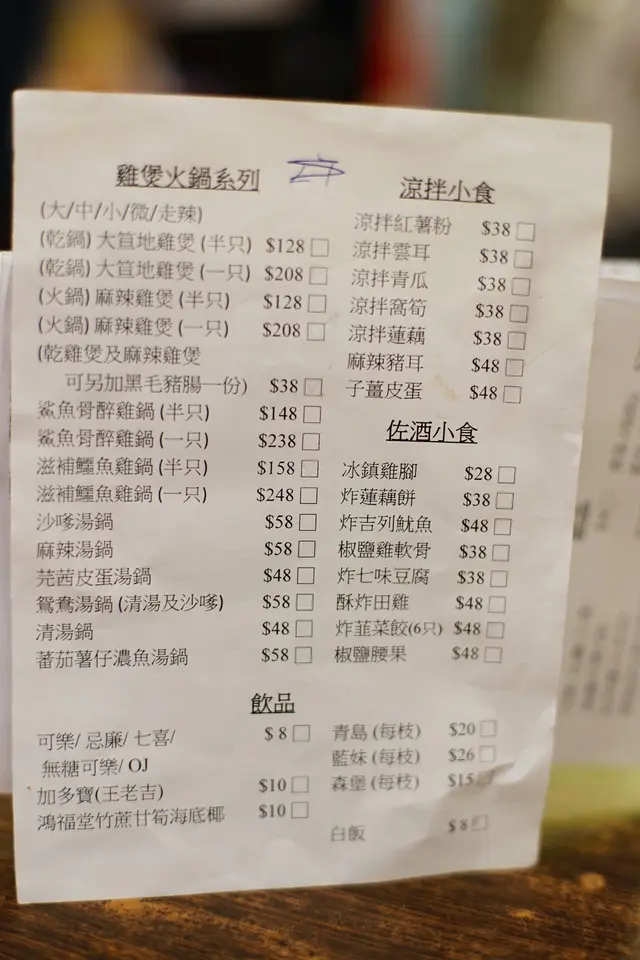 雞煲火鍋系列
(大/中/小/微/走辣)
(乾鍋) 大笪地雞煲 (半只) $128 □
(乾鍋) 大笪地雞煲 (一只) $208 □
(火鍋) 麻辣雞煲 (半只) $128 □
(火鍋) 麻辣雞煲 (一只) $208 □
(乾雞煲及麻辣雞煲
可另加黑毛豬腸一份) $38 □
鯊魚骨醉雞鍋 (半只) $148 □
鯊魚骨醉雞鍋 (一只) $238 □
滋補鱷魚雞鍋 (半只) $158 □
滋補鱷魚雞鍋 (一只) $248 □
沙嗲湯鍋 $58 □
麻辣湯鍋 $58 □
芫茜皮蛋湯鍋 $48 □
鴛鴦湯鍋 (清湯及沙嗲) $58 □
清湯鍋 $48 □
蕃茄薯仔濃魚湯鍋 $58 □
涼拌小食
涼拌紅薯粉 $38 □
涼拌雲耳 $38 □
涼拌青瓜 $38 □
涼拌窩筍 $38 □
涼拌蓮藕 $38 □
麻辣豬耳 $48 □
子薑皮蛋 $48 □
佐酒小食
冰鎮雞腳 $28 □
炸蓮藕餅 $38 □
炸吉列魷魚 $48 □
椒鹽雞軟骨 $38 □
炸七味豆腐 $38 □
酥炸田雞 $48 □
炸韮菜餃(6只) $48 □
椒鹽腰果 $48 □
飲品
可樂/ 忌廉/ 七喜/ $ 8 □
無糖可樂/ OJ
加多寶(王老吉) $10 □
鴻福堂竹蔗甘筍海底椰 $10 □
青島 (每枝) $20 □
藍妹 (每枝) $26 □
森堡 (每枝) $15 □
白飯 $ 8 □